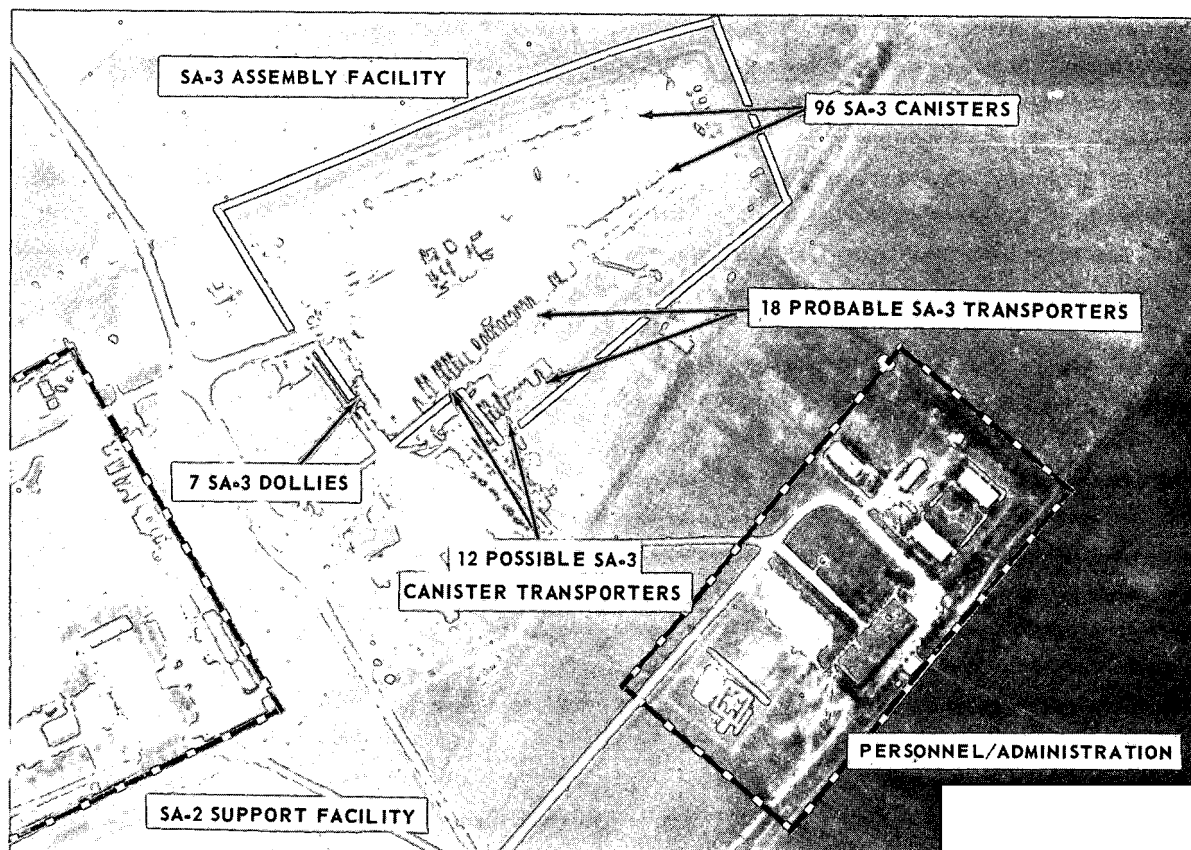 SA-3 ASSEMBLY FACILITY
96 SA-3 CANISTERS
18 PROBABLE SA-3 TRANSPORTERS
7 SA-3 DOLLIES
12 POSSIBLE SA-3
CANISTER TRANSPORTERS
PERSONNEL/ADMINISTRATION
SA-2 SUPPORT FACILITY